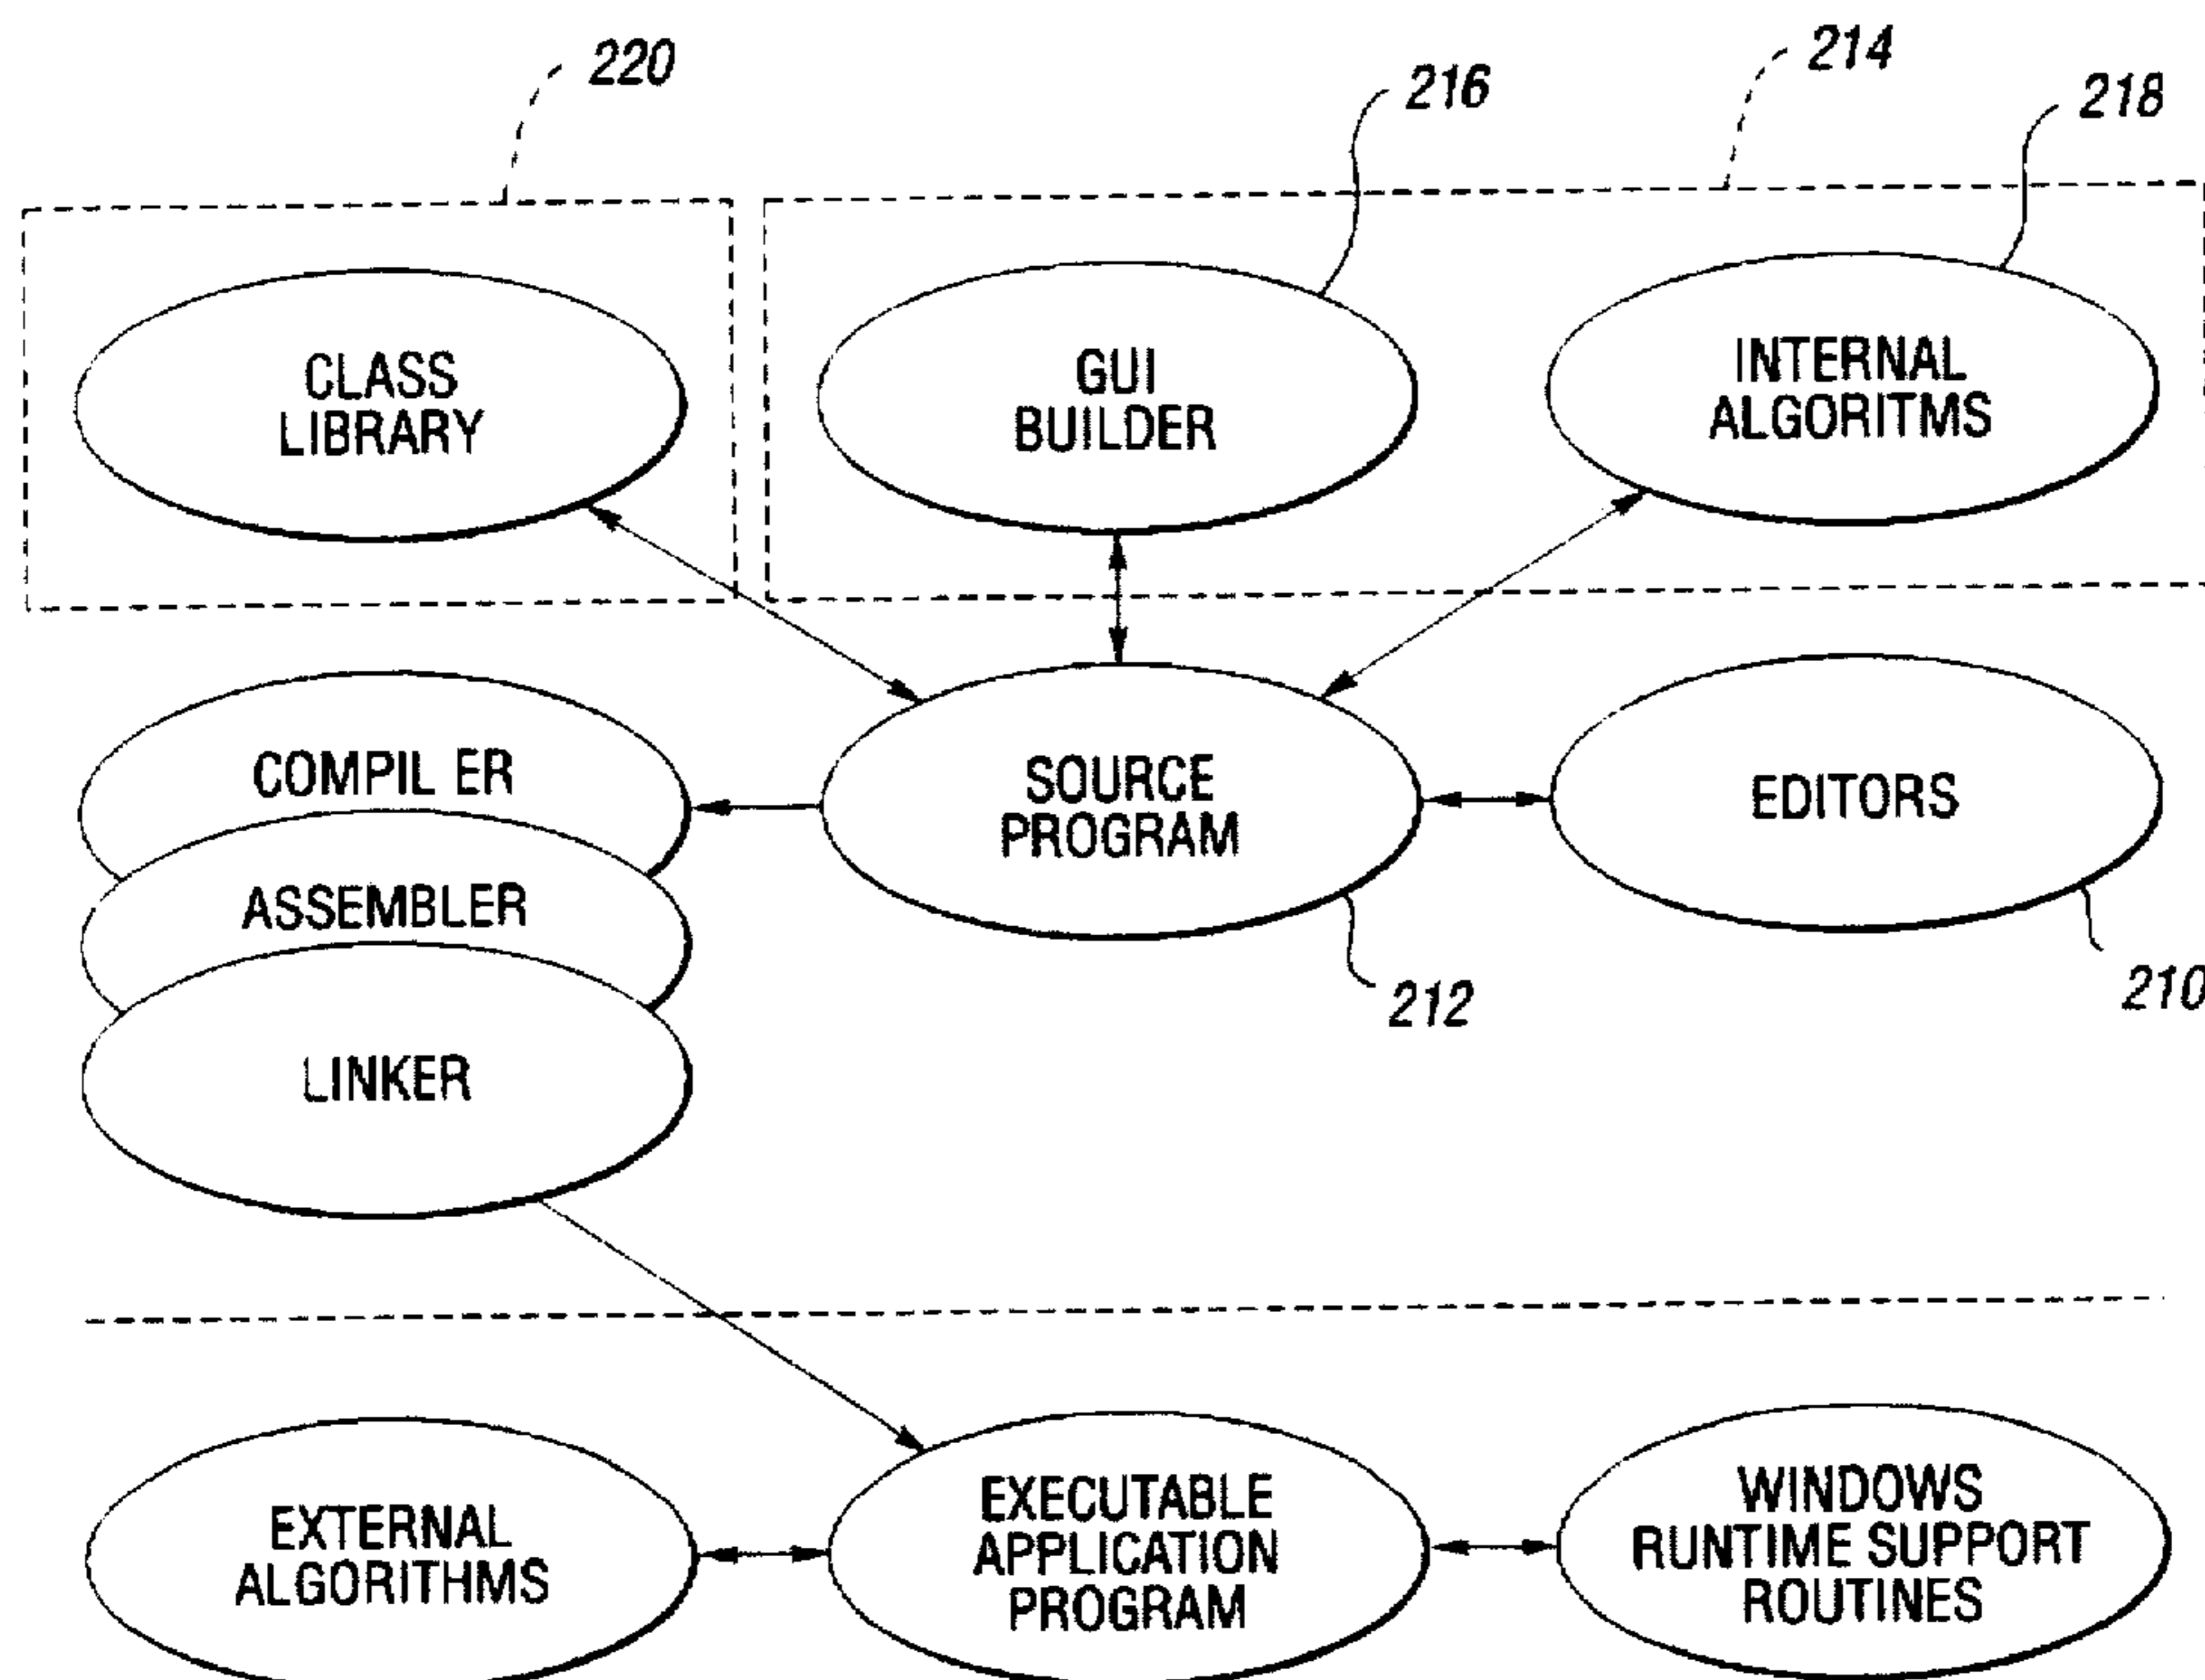 220
214
216
218
CLASS
LIBRARY
GUI
BUILDER
INTERNAL
ALGORITMS
COMPIL ER
SOURCE
PROGRAM
EDITORS
ASSEMBLER
212
210
LINKER
EXTERNAL
ALGORITHMS
EXECUTABLE
APPLICATION
PROGRAM
WINDOWS
RUNTIME SUPPORT
ROUTINES